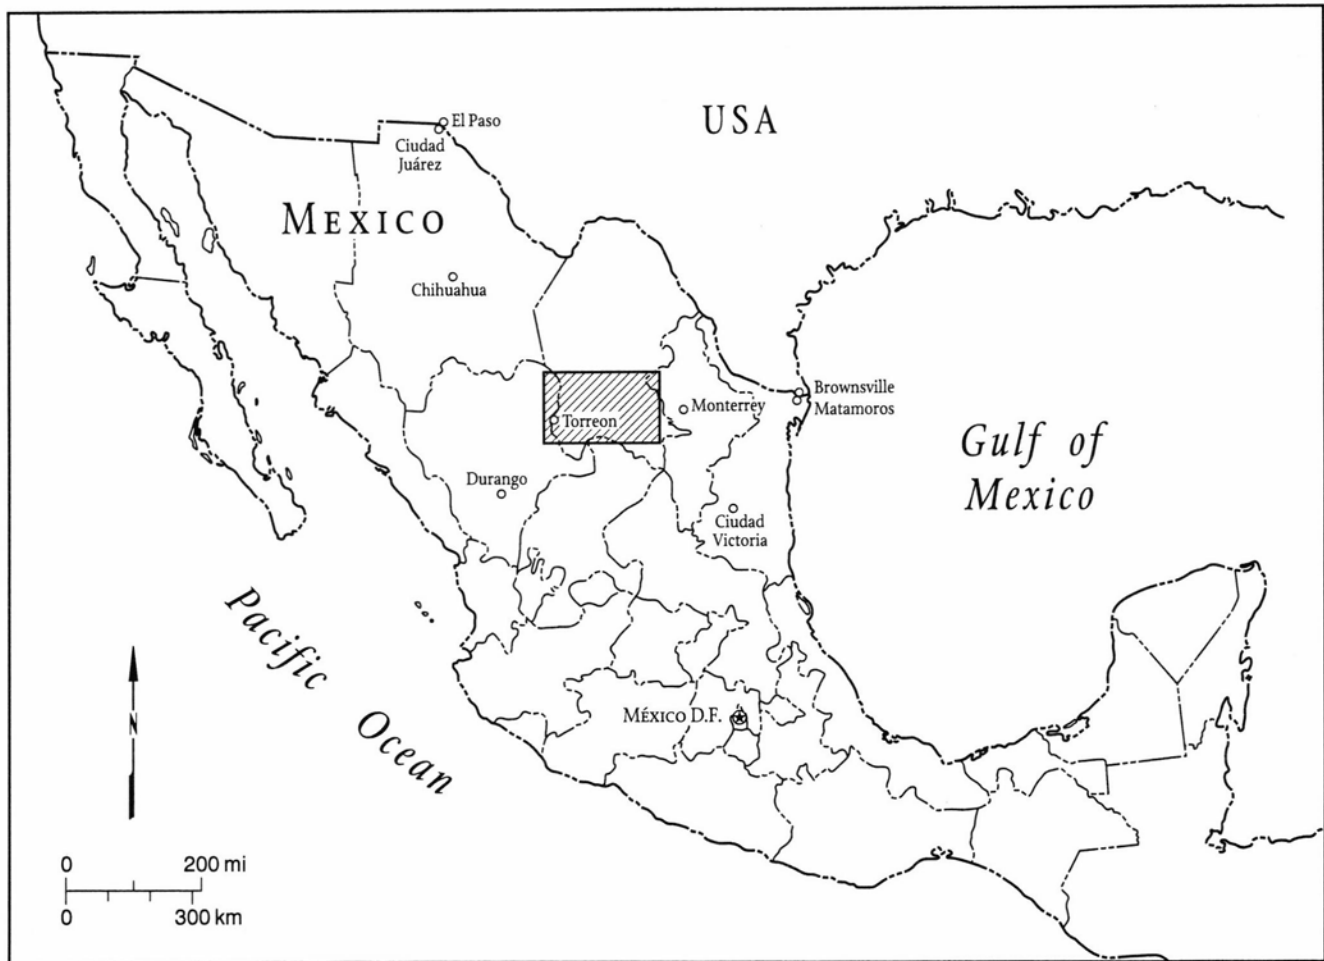 USA
El Paso
Ciudad
Juárez
MEXICO
Chihuahua
Brownsville
Matamoros
Monterrey
Torreon
Gulf of
Mexico
Durango
Ciudad
Victoria
Pacific Ocean
MÉXICO D.F.
N
0 200 mi
0 300 km